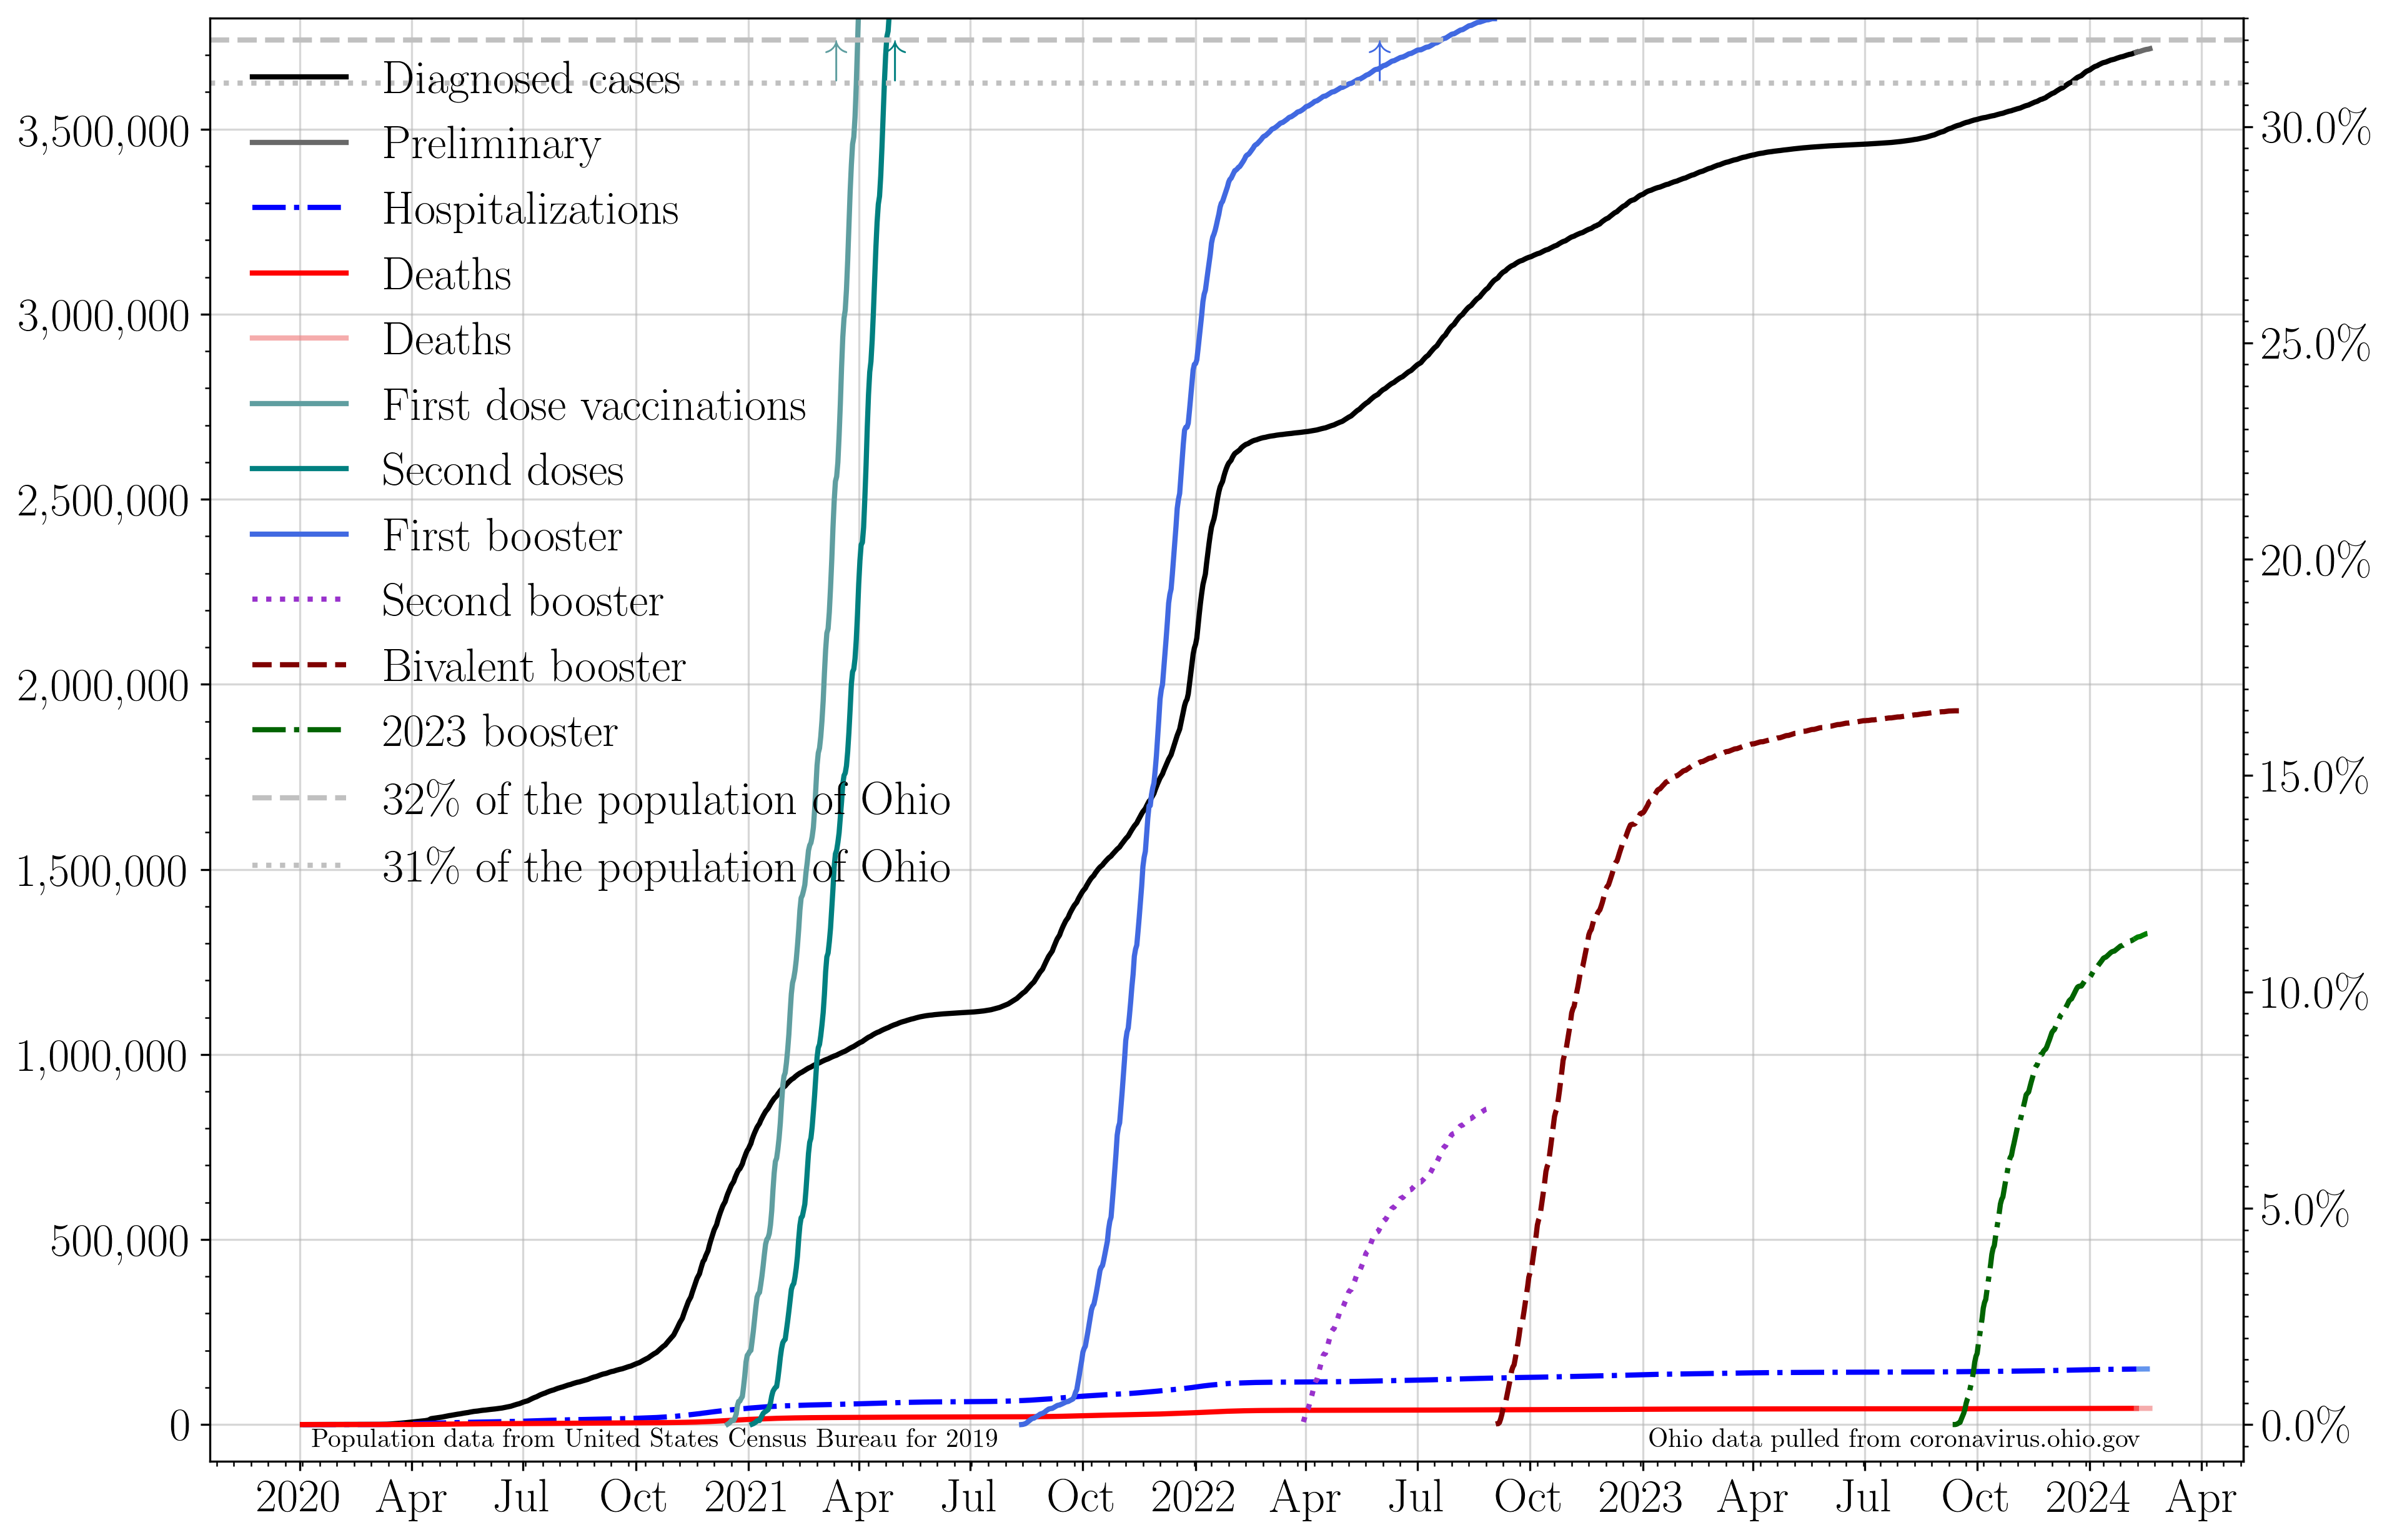 Diagnosed cases
Preliminary
Hospitalizations
Deaths
Deaths
First dose vaccinations
Second doses
First booster
Second booster
Bivalent booster
2023 booster
32% of the population of Ohio
31% of the population of Ohio
3,500,000
3,000,000
2,500,000
2,000,000
1,500,000
1,000,000
500,000
0
30.0%
25.0%
20.0%
15.0%
10.0%
5.0%
0.0%
Population data from United States Census Bureau for 2019
Ohio data pulled from coronavirus.ohio.gov
2020 Apr Jul Oct 2021 Apr Jul Oct 2022 Apr Jul Oct 2023 Apr Jul Oct 2024 Apr